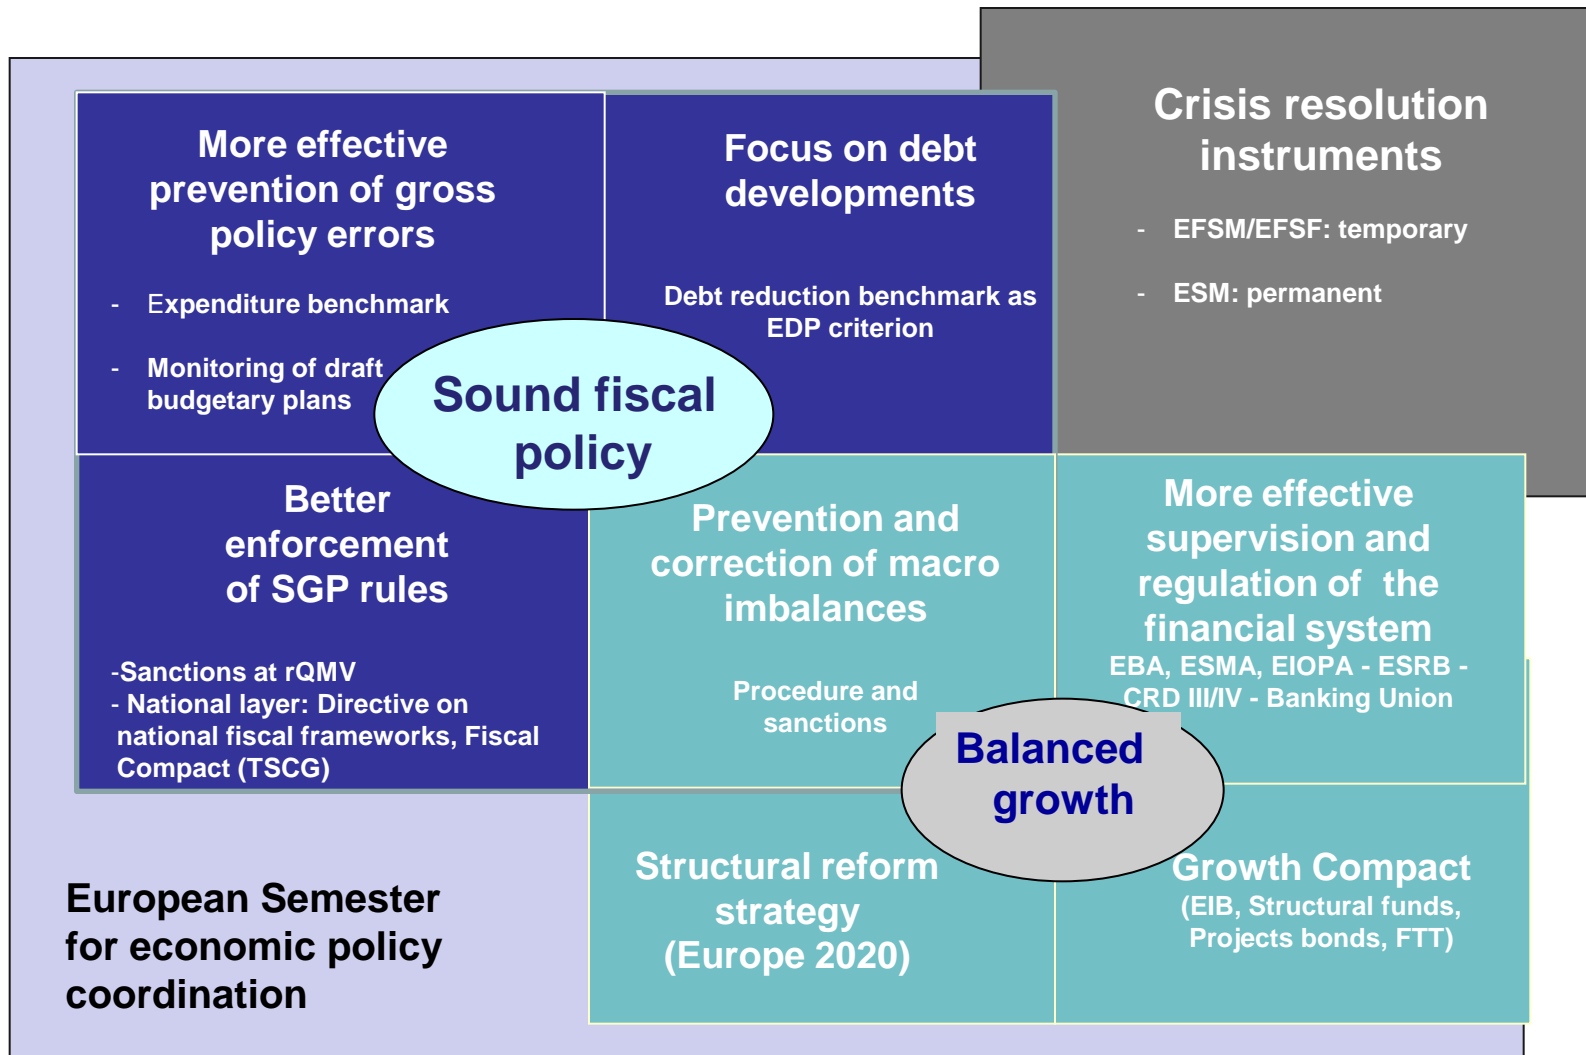 More effective
prevention of gross
policy errors
- Expenditure benchmark
- Monitoring of draft
budgetary plans
Focus on debt
developments
Debt reduction benchmark as
EDP criterion
Crisis resolution
instruments
- EFSM/EFSF: temporary
- ESM: permanent
Sound fiscal
policy
Better
enforcement
of SGP rules
-Sanctions at rQMV
- National layer: Directive on
national fiscal frameworks, Fiscal
Compact (TSCG)
Prevention and
correction of macro
imbalances
Procedure and
sanctions
More effective
supervision and
regulation of the
financial system
EBA, ESMA, EIOPA - ESRB -
CRD III/IV - Banking Union
Balanced
growth
European Semester
for economic policy
coordination
Structural reform
strategy
(Europe 2020)
Growth Compact
(EIB, Structural funds,
Projects bonds, FTT)